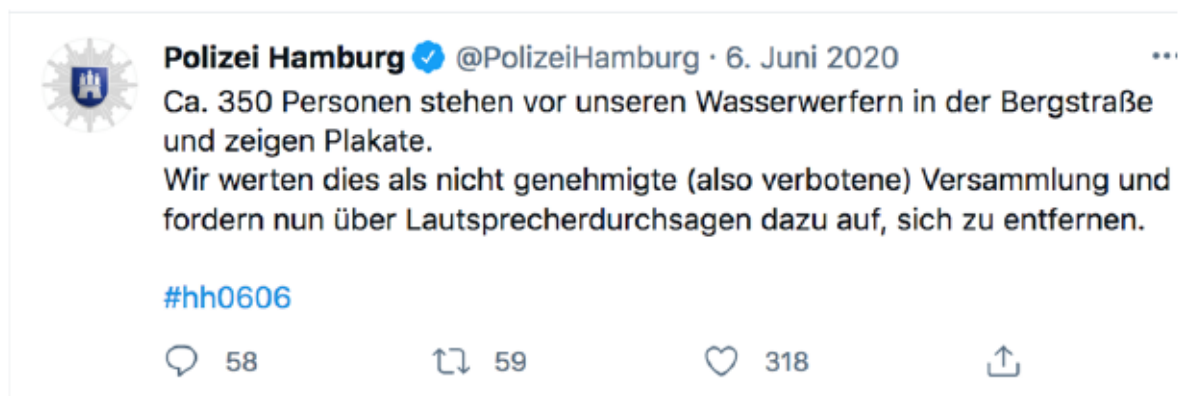 Polizei Hamburg @PolizeiHamburg · 6. Juni 2020
Ca. 350 Personen stehen vor unseren Wasserwerfern in der Bergstraße
und zeigen Plakate.
Wir werten dies als nicht genehmigte (also verbotene) Versammlung und
fordern nun über Lautsprecherdurchsagen dazu auf, sich zu entfernen.
#hh0606
58 59 318